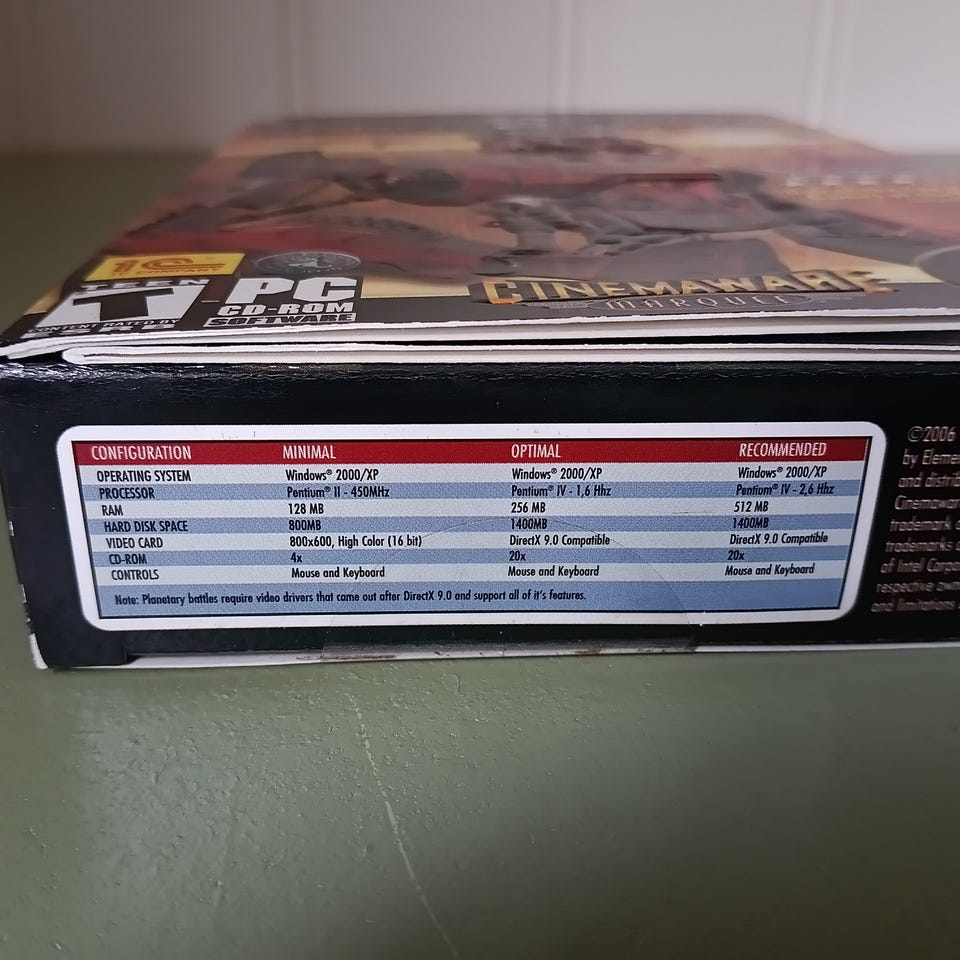 1C COMPANY
TEEN
T
CONTENT RATED BY
PC
CD-ROM
SOFTWARE
CINEMAWARE
MARQUEE
CONFIGURATION MINIMAL OPTIMAL RECOMMENDED
OPERATING SYSTEM Windows® 2000/XP Windows® 2000/XP Windows® 2000/XP
PROCESSOR Pentium® II - 450MHz Pentium® IV - 1,6 Hhz Pentium® IV - 2,6 Hhz
RAM 128 MB 256 MB 512 MB
HARD DISK SPACE 800MB 1400MB 1400MB
VIDEO CARD 800x600, High Color (16 bit) DirectX 9.0 Compatible DirectX 9.0 Compatible
CD-ROM 4x 20x 20x
CONTROLS Mouse and Keyboard Mouse and Keyboard Mouse and Keyboard
Note: Planetary battles require video drivers that came out after DirectX 9.0 and support all of it's features.
©2006
by Eleme
and distrib
Cinemawar
trademark o
trademarks o
of Intel Corpo
respective own
and limitations o